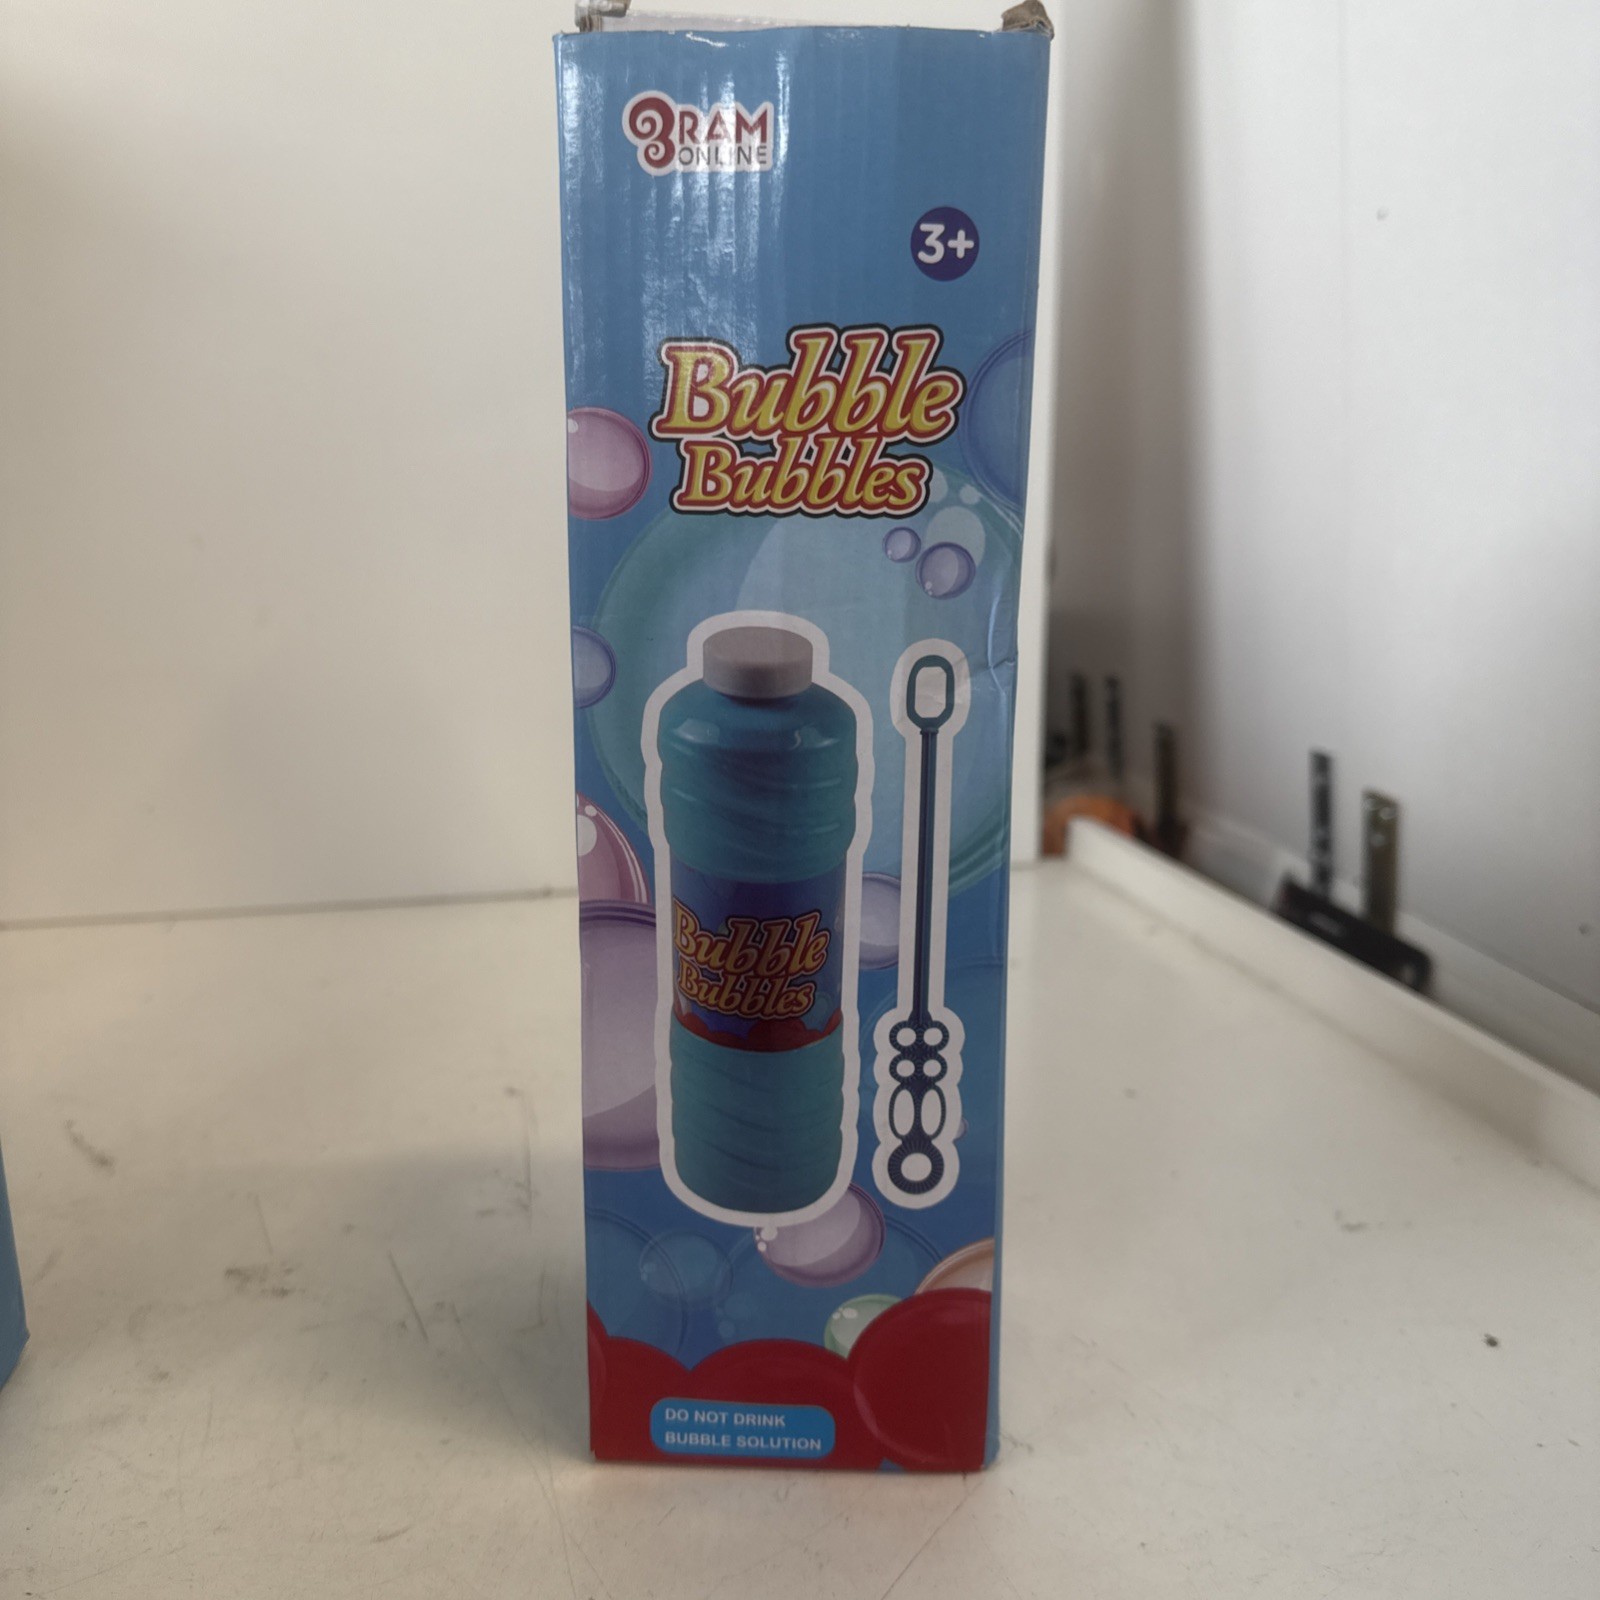 3RAM
ONLINE
3+
Bubble
Bubbles
Bubble
Bubbles
DO NOT DRINK
BUBBLE SOLUTION